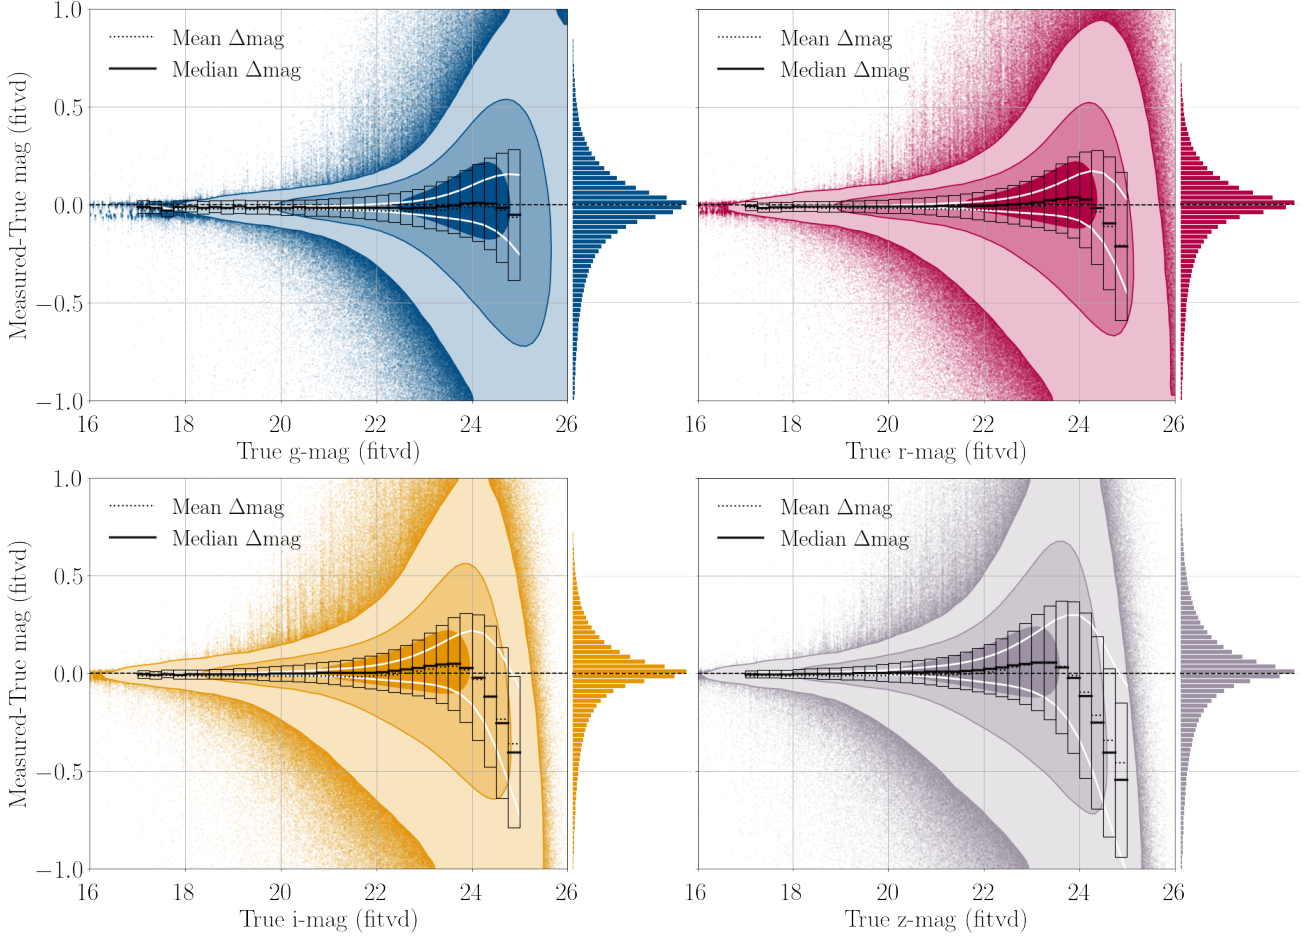 1.0
0.5
0.0
−0.5
−1.0
Measured-True mag (fitvd)
Mean Δmag
Median Δmag
16 18 20 22 24 26
True g-mag (fitvd)
Mean Δmag
Median Δmag
16 18 20 22 24 26
True r-mag (fitvd)
1.0
0.5
0.0
−0.5
−1.0
Measured-True mag (fitvd)
Mean Δmag
Median Δmag
16 18 20 22 24 26
True i-mag (fitvd)
Mean Δmag
Median Δmag
16 18 20 22 24 26
True z-mag (fitvd)